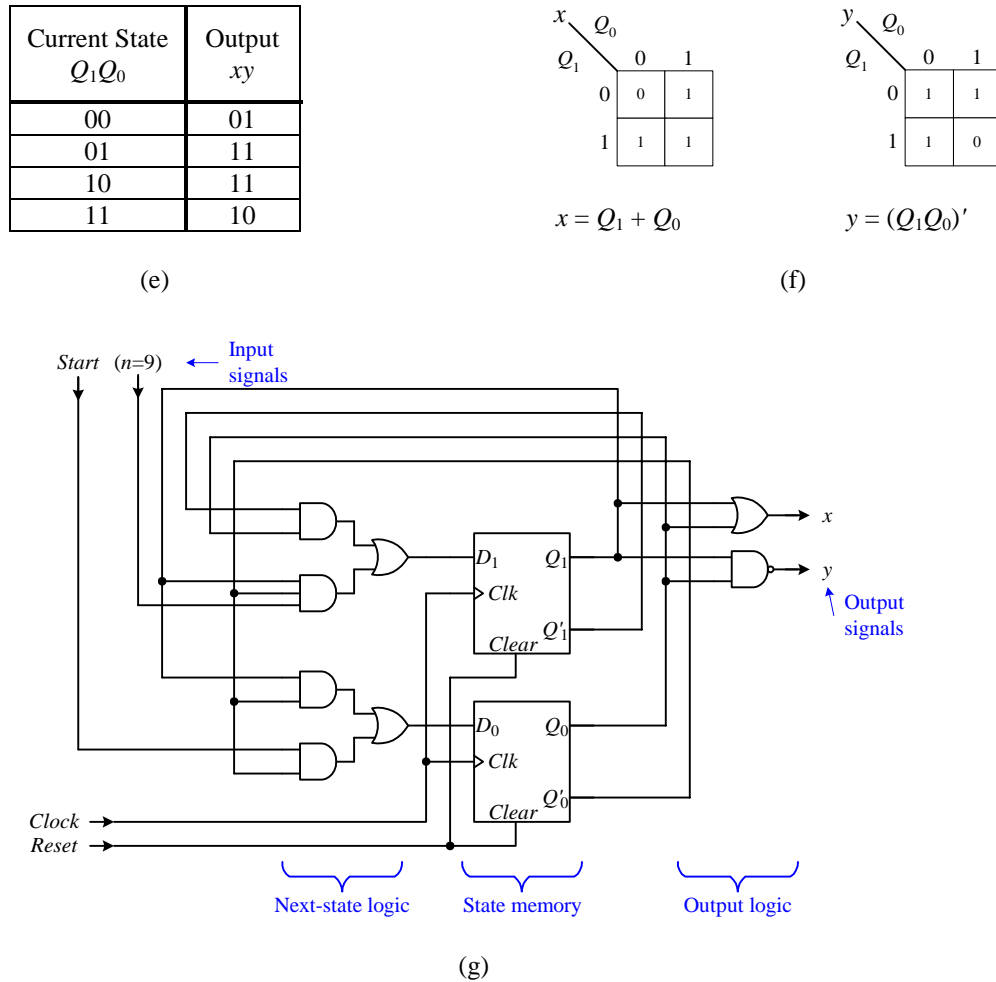 Current State Output
Q₁Q₀ xy
00 01
01 11
10 11
11 10
(e)
x Q₀
Q₁ 0 1
0 0 1
1 1 1
x = Q₁ + Q₀
y Q₀
Q₁ 0 1
0 1 1
1 1 0
y = (Q₁Q₀)′
(f)
Start (n=9)
Input
signals
D₁ Q₁
Clk
Q'₁
Clear
D₀ Q₀
Clk
Q'₀
Clear
x
y
Output
signals
Clock
Reset
Next-state logic State memory Output logic
(g)